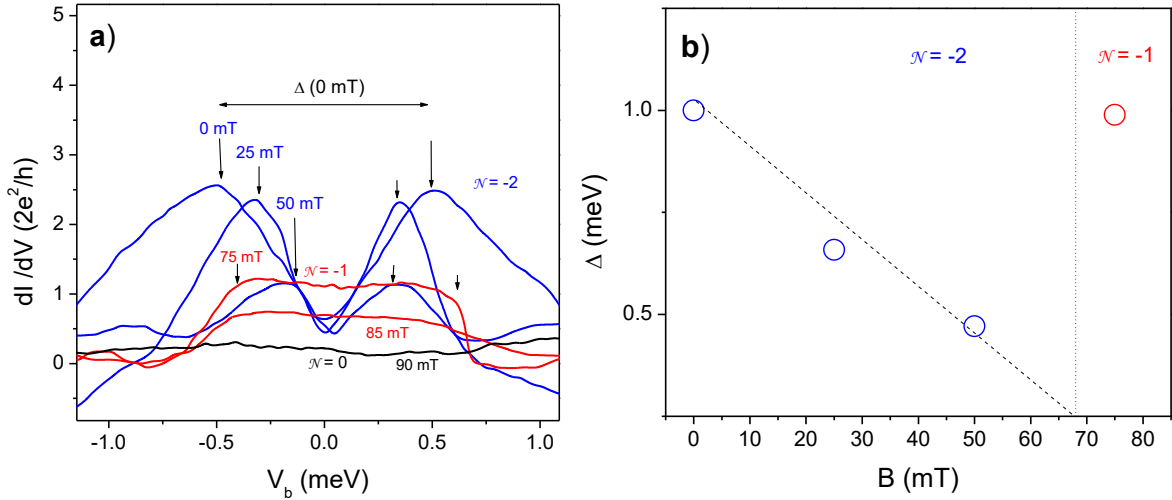 a)
5
4
3
2
1
0
dI /dV (2e²/h)
Δ (0 mT)
0 mT
25 mT
50 mT
𝒩 = -2
75 mT
𝒩 = -1
85 mT
𝒩 = 0
90 mT
-1.0 -0.5 0.0 0.5 1.0
V_b (meV)
b)
𝒩 = -2
𝒩 = -1
1.0
0.5
Δ (meV)
0 10 20 30 40 50 60 70 80
B (mT)